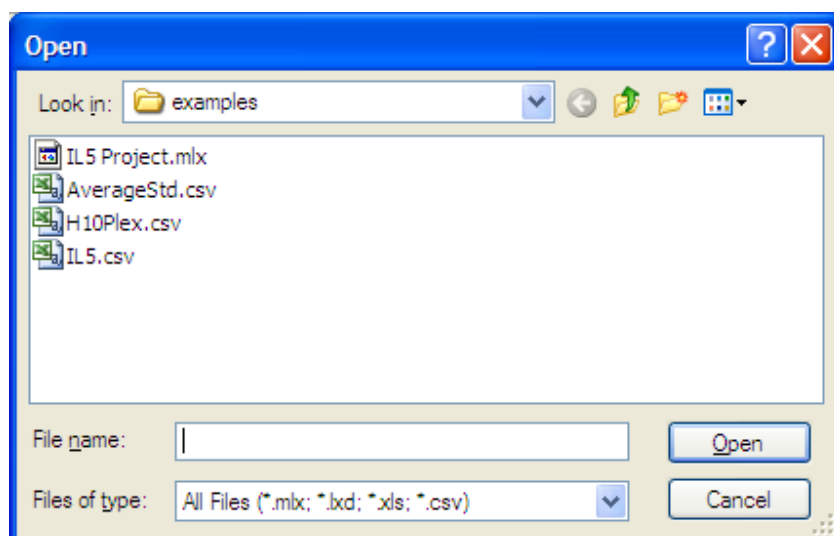 Open
Look in: examples
IL5 Project.mlx
AverageStd.csv
H10Plex.csv
IL5.csv
File name:
Open
Files of type: All Files (*.mlx; *.lxd; *.xls; *.csv)
Cancel